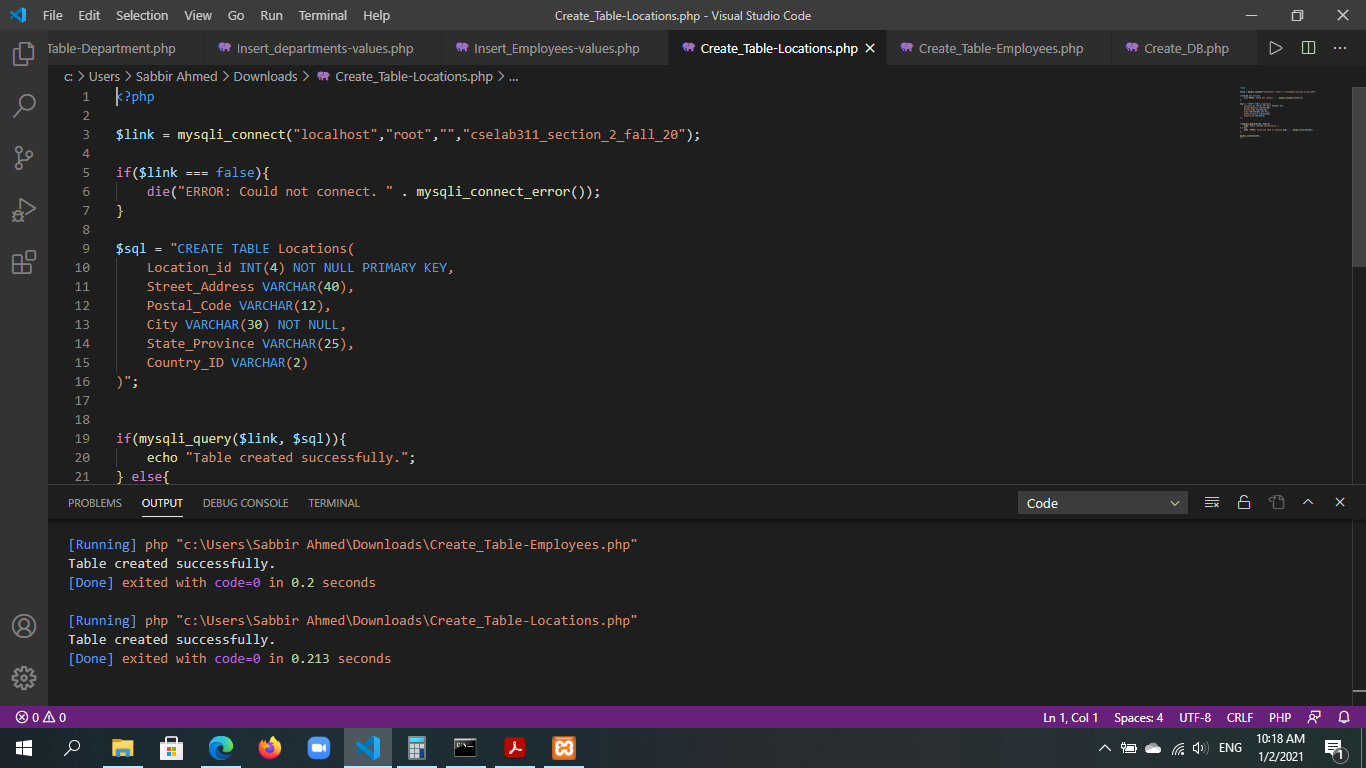 File Edit Selection View Go Run Terminal Help Create_Table-Locations.php - Visual Studio Code
Table-Department.php Insert_departments-values.php Insert_Employees-values.php Create_Table-Locations.php Create_Table-Employees.php Create_DB.php
c: > Users > Sabbir Ahmed > Downloads > Create_Table-Locations.php > ...
1 <?php
2
3 $link = mysqli_connect("localhost","root","","cselab311_section_2_fall_20");
4
5 if($link === false){
6     die("ERROR: Could not connect. " . mysqli_connect_error());
7 }
8
9 $sql = "CREATE TABLE Locations(
10     Location_id INT(4) NOT NULL PRIMARY KEY,
11     Street_Address VARCHAR(40),
12     Postal_Code VARCHAR(12),
13     City VARCHAR(30) NOT NULL,
14     State_Province VARCHAR(25),
15     Country_ID VARCHAR(2)
16 )";
17
18
19 if(mysqli_query($link, $sql)){
20     echo "Table created successfully.";
21 } else{
PROBLEMS OUTPUT DEBUG CONSOLE TERMINAL Code
[Running] php "c:\Users\Sabbir Ahmed\Downloads\Create_Table-Employees.php"
Table created successfully.
[Done] exited with code=0 in 0.2 seconds
[Running] php "c:\Users\Sabbir Ahmed\Downloads\Create_Table-Locations.php"
Table created successfully.
[Done] exited with code=0 in 0.213 seconds
0 0 Ln 1, Col 1 Spaces: 4 UTF-8 CRLF PHP
ENG 10:18 AM
1/2/2021 1